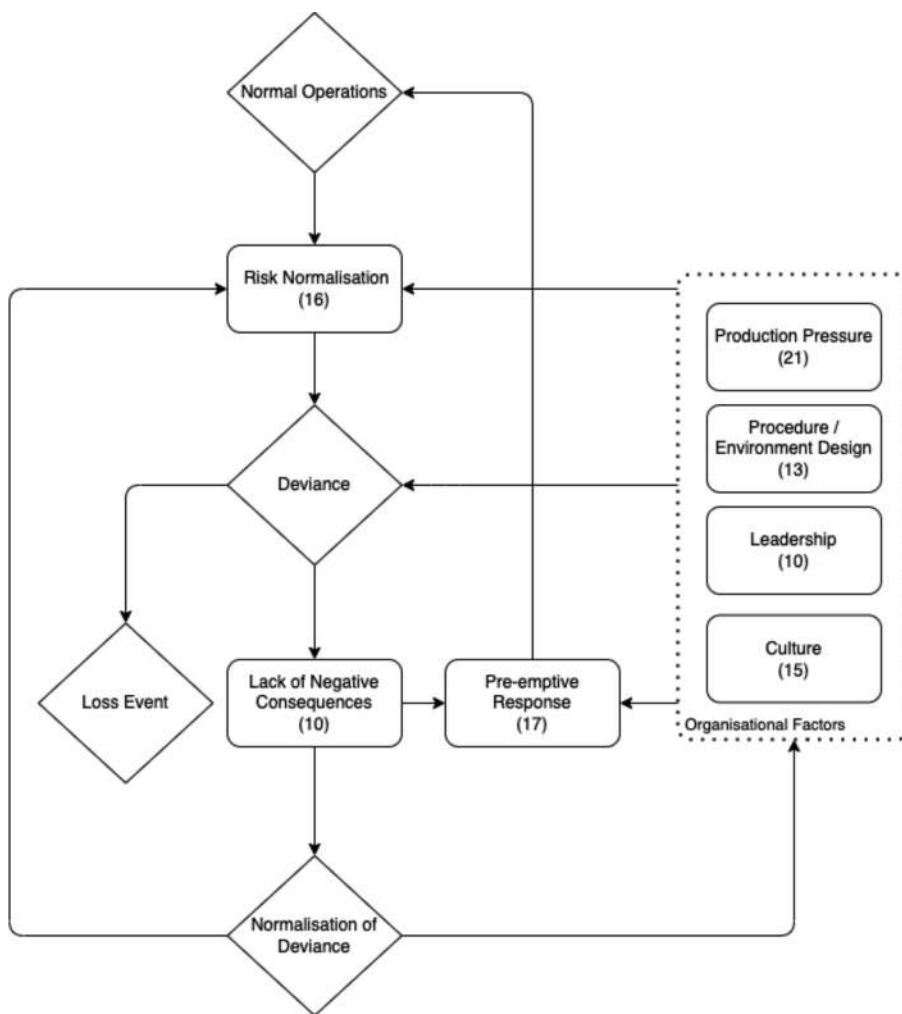 Normal Operations
Risk Normalisation
(16)
Production Pressure
(21)
Procedure /
Environment Design
(13)
Deviance
Leadership
(10)
Culture
(15)
Loss Event
Lack of Negative
Consequences
(10)
Pre-emptive
Response
(17)
Organisational Factors
Normalisation of
Deviance